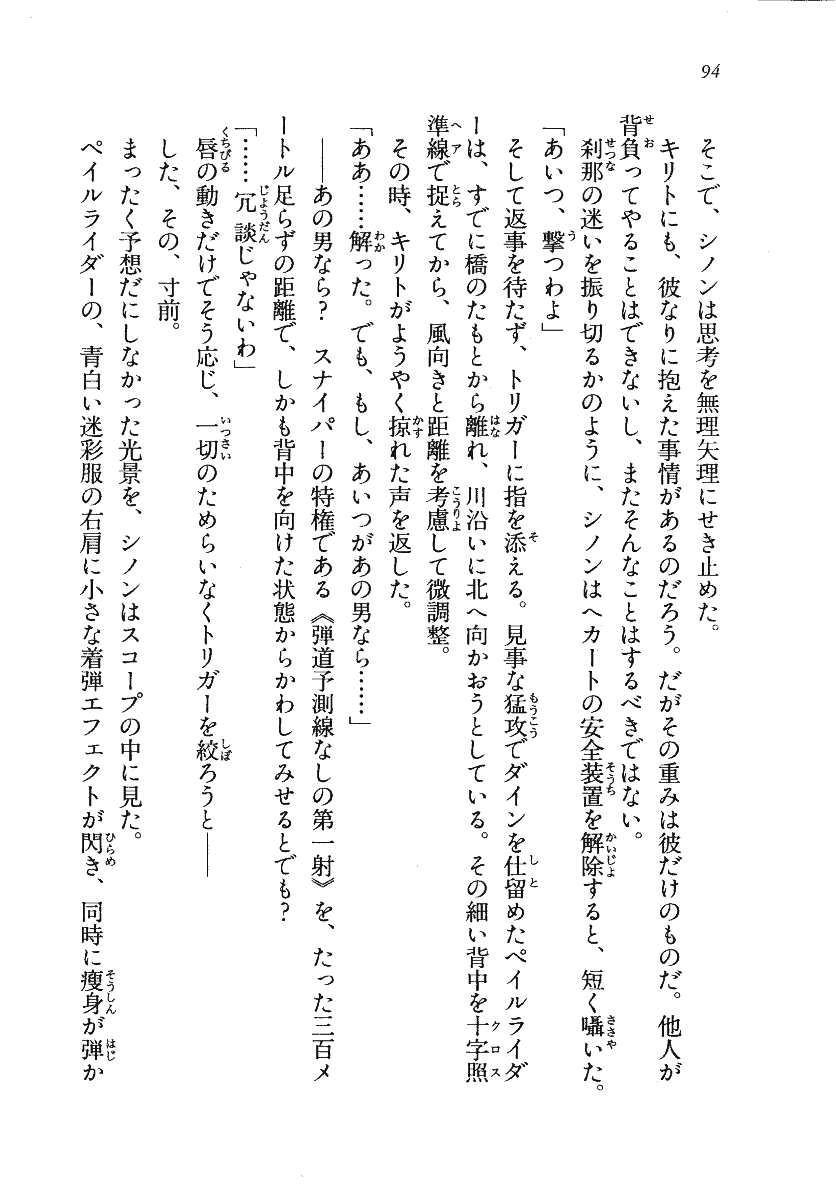 94
そこで、シノンは思考を無理矢理にせき止めた。
キリトにも、彼なりに抱えた事情があるのだろう。だがその重みは彼だけのものだ。他人が
背負ってやることはできないし、またそんなことはするべきではない。
刹那の迷いを振り切るかのように、シノンはヘカートの安全装置を解除すると、短く囁いた。
「あいつ、撃つわよ」
そして返事を待たず、トリガーに指を添える。見事な猛攻でダインを仕留めたペイルライダ
ーは、すでに橋のたもとから離れ、川沿いに北へ向かおうとしている。その細い背中を十字照
準線で捉えてから、風向きと距離を考慮して微調整。
その時、キリトがようやく掠れた声を返した。
「ああ……解った。でも、もし、あいつがあの男なら……」
――あの男なら？　スナイパーの特権である《弾道予測線なしの第一射》を、たった三百メ
ートル足らずの距離で、しかも背中を向けた状態からかわしてみせるとでも？
「……冗談じゃないわ」
唇の動きだけでそう応じ、一切のためらいなくトリガーを絞ろうと――
した、その、寸前。
まったく予想だにしなかった光景を、シノンはスコープの中に見た。
ペイルライダーの、青白い迷彩服の右肩に小さな着弾エフェクトが閃き、同時に痩身が弾か